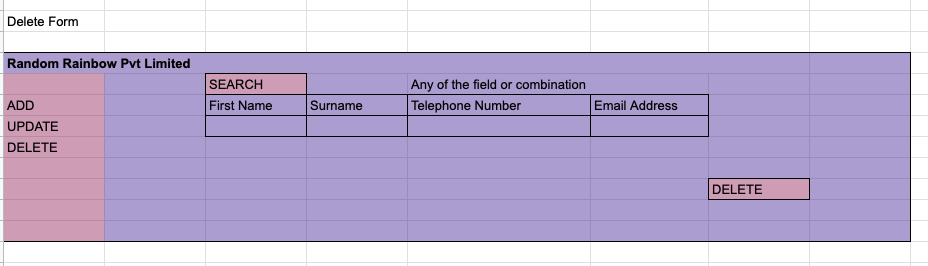 Delete Form
Random Rainbow Pvt Limited
SEARCH Any of the field or combination
ADD First Name Surname Telephone Number Email Address
UPDATE
DELETE
DELETE